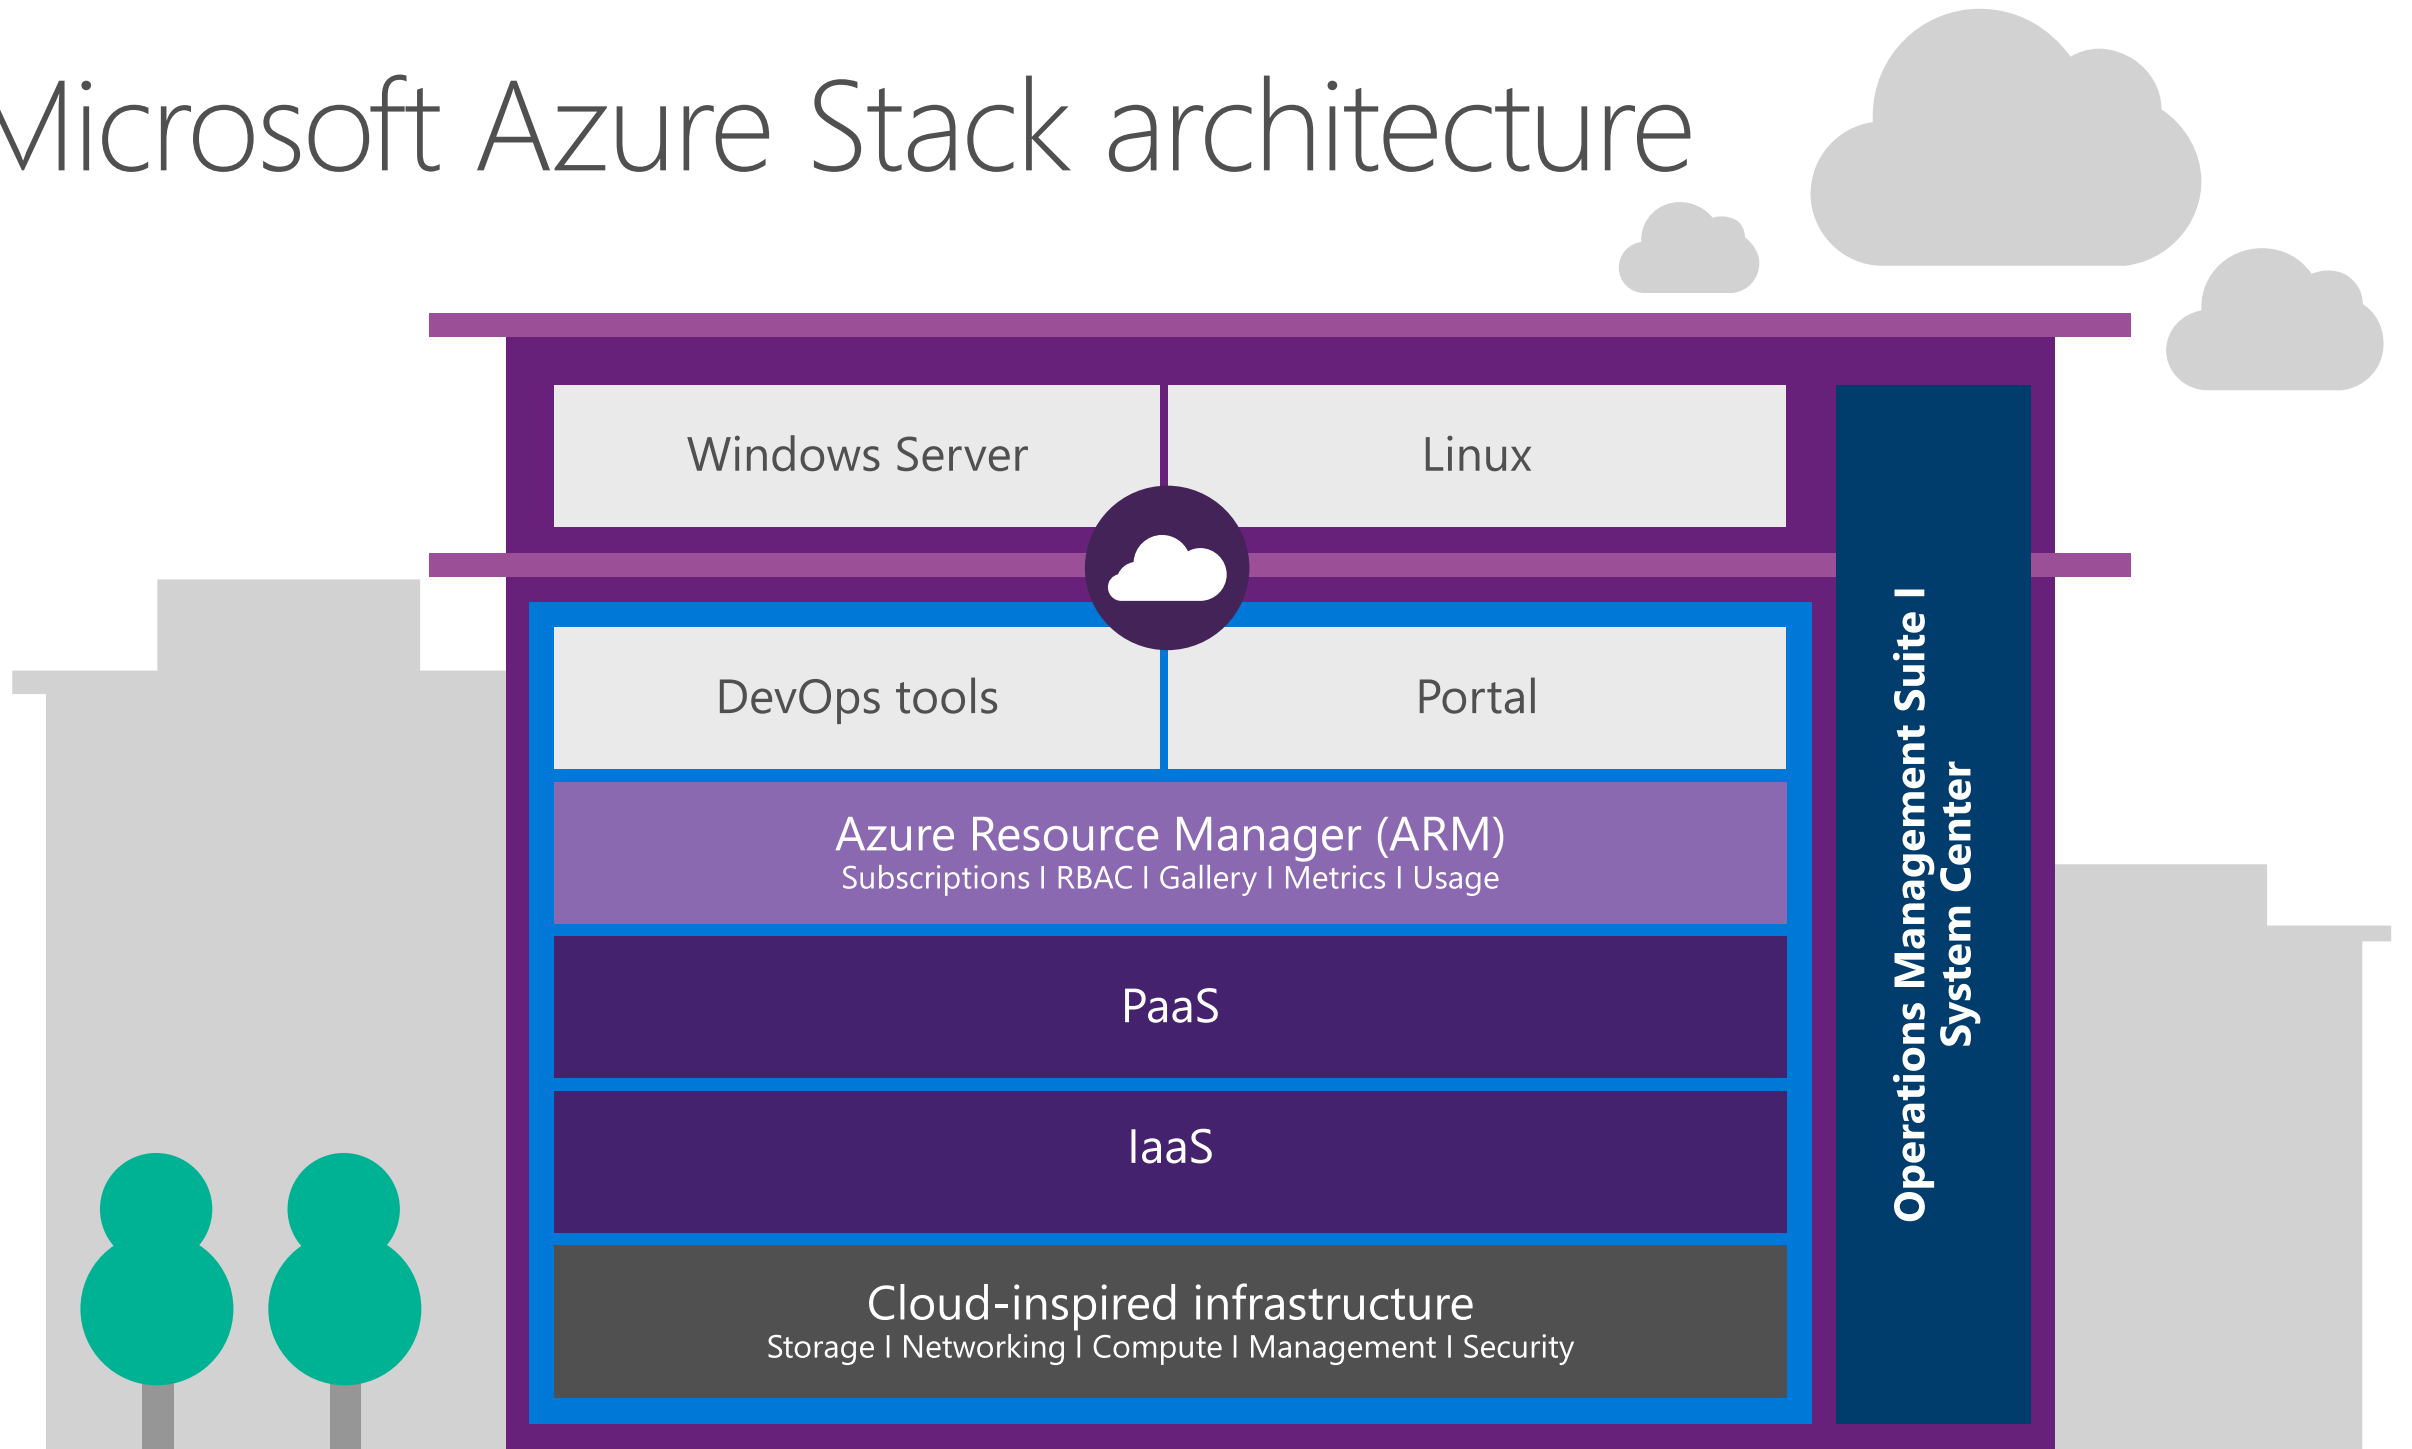 Microsoft Azure Stack architecture
Windows Server
Linux
DevOps tools
Portal
Azure Resource Manager (ARM)
Subscriptions I RBAC I Gallery I Metrics I Usage
PaaS
IaaS
Cloud-inspired infrastructure
Storage I Networking I Compute I Management I Security
Operations Management Suite I
System Center